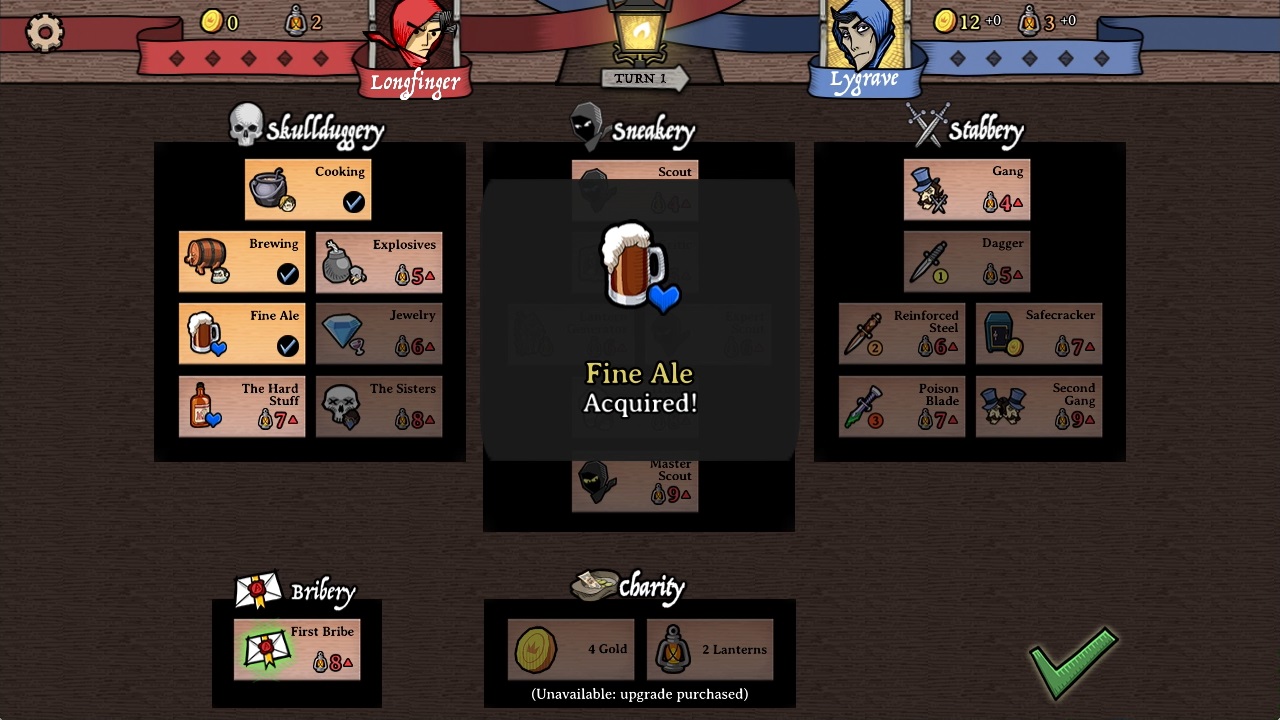 0
2
12 +0
3 +0
Longfinger
TURN 1
Lygrave
Skullduggery
Sneakery
Stabbery
Cooking
Scout
4
Gang
4
Brewing
Explosives
5
Dagger
1
5
Fine Ale
Jewelry
6
Reinforced
Steel
2
6
Safecracker
7
The Hard
Stuff
7
The Sisters
8
Fine Ale
Acquired!
Poison
Blade
3
7
Second
Gang
9
Master
Scout
9
Bribery
Charity
First Bribe
8
4 Gold
2 Lanterns
(Unavailable: upgrade purchased)